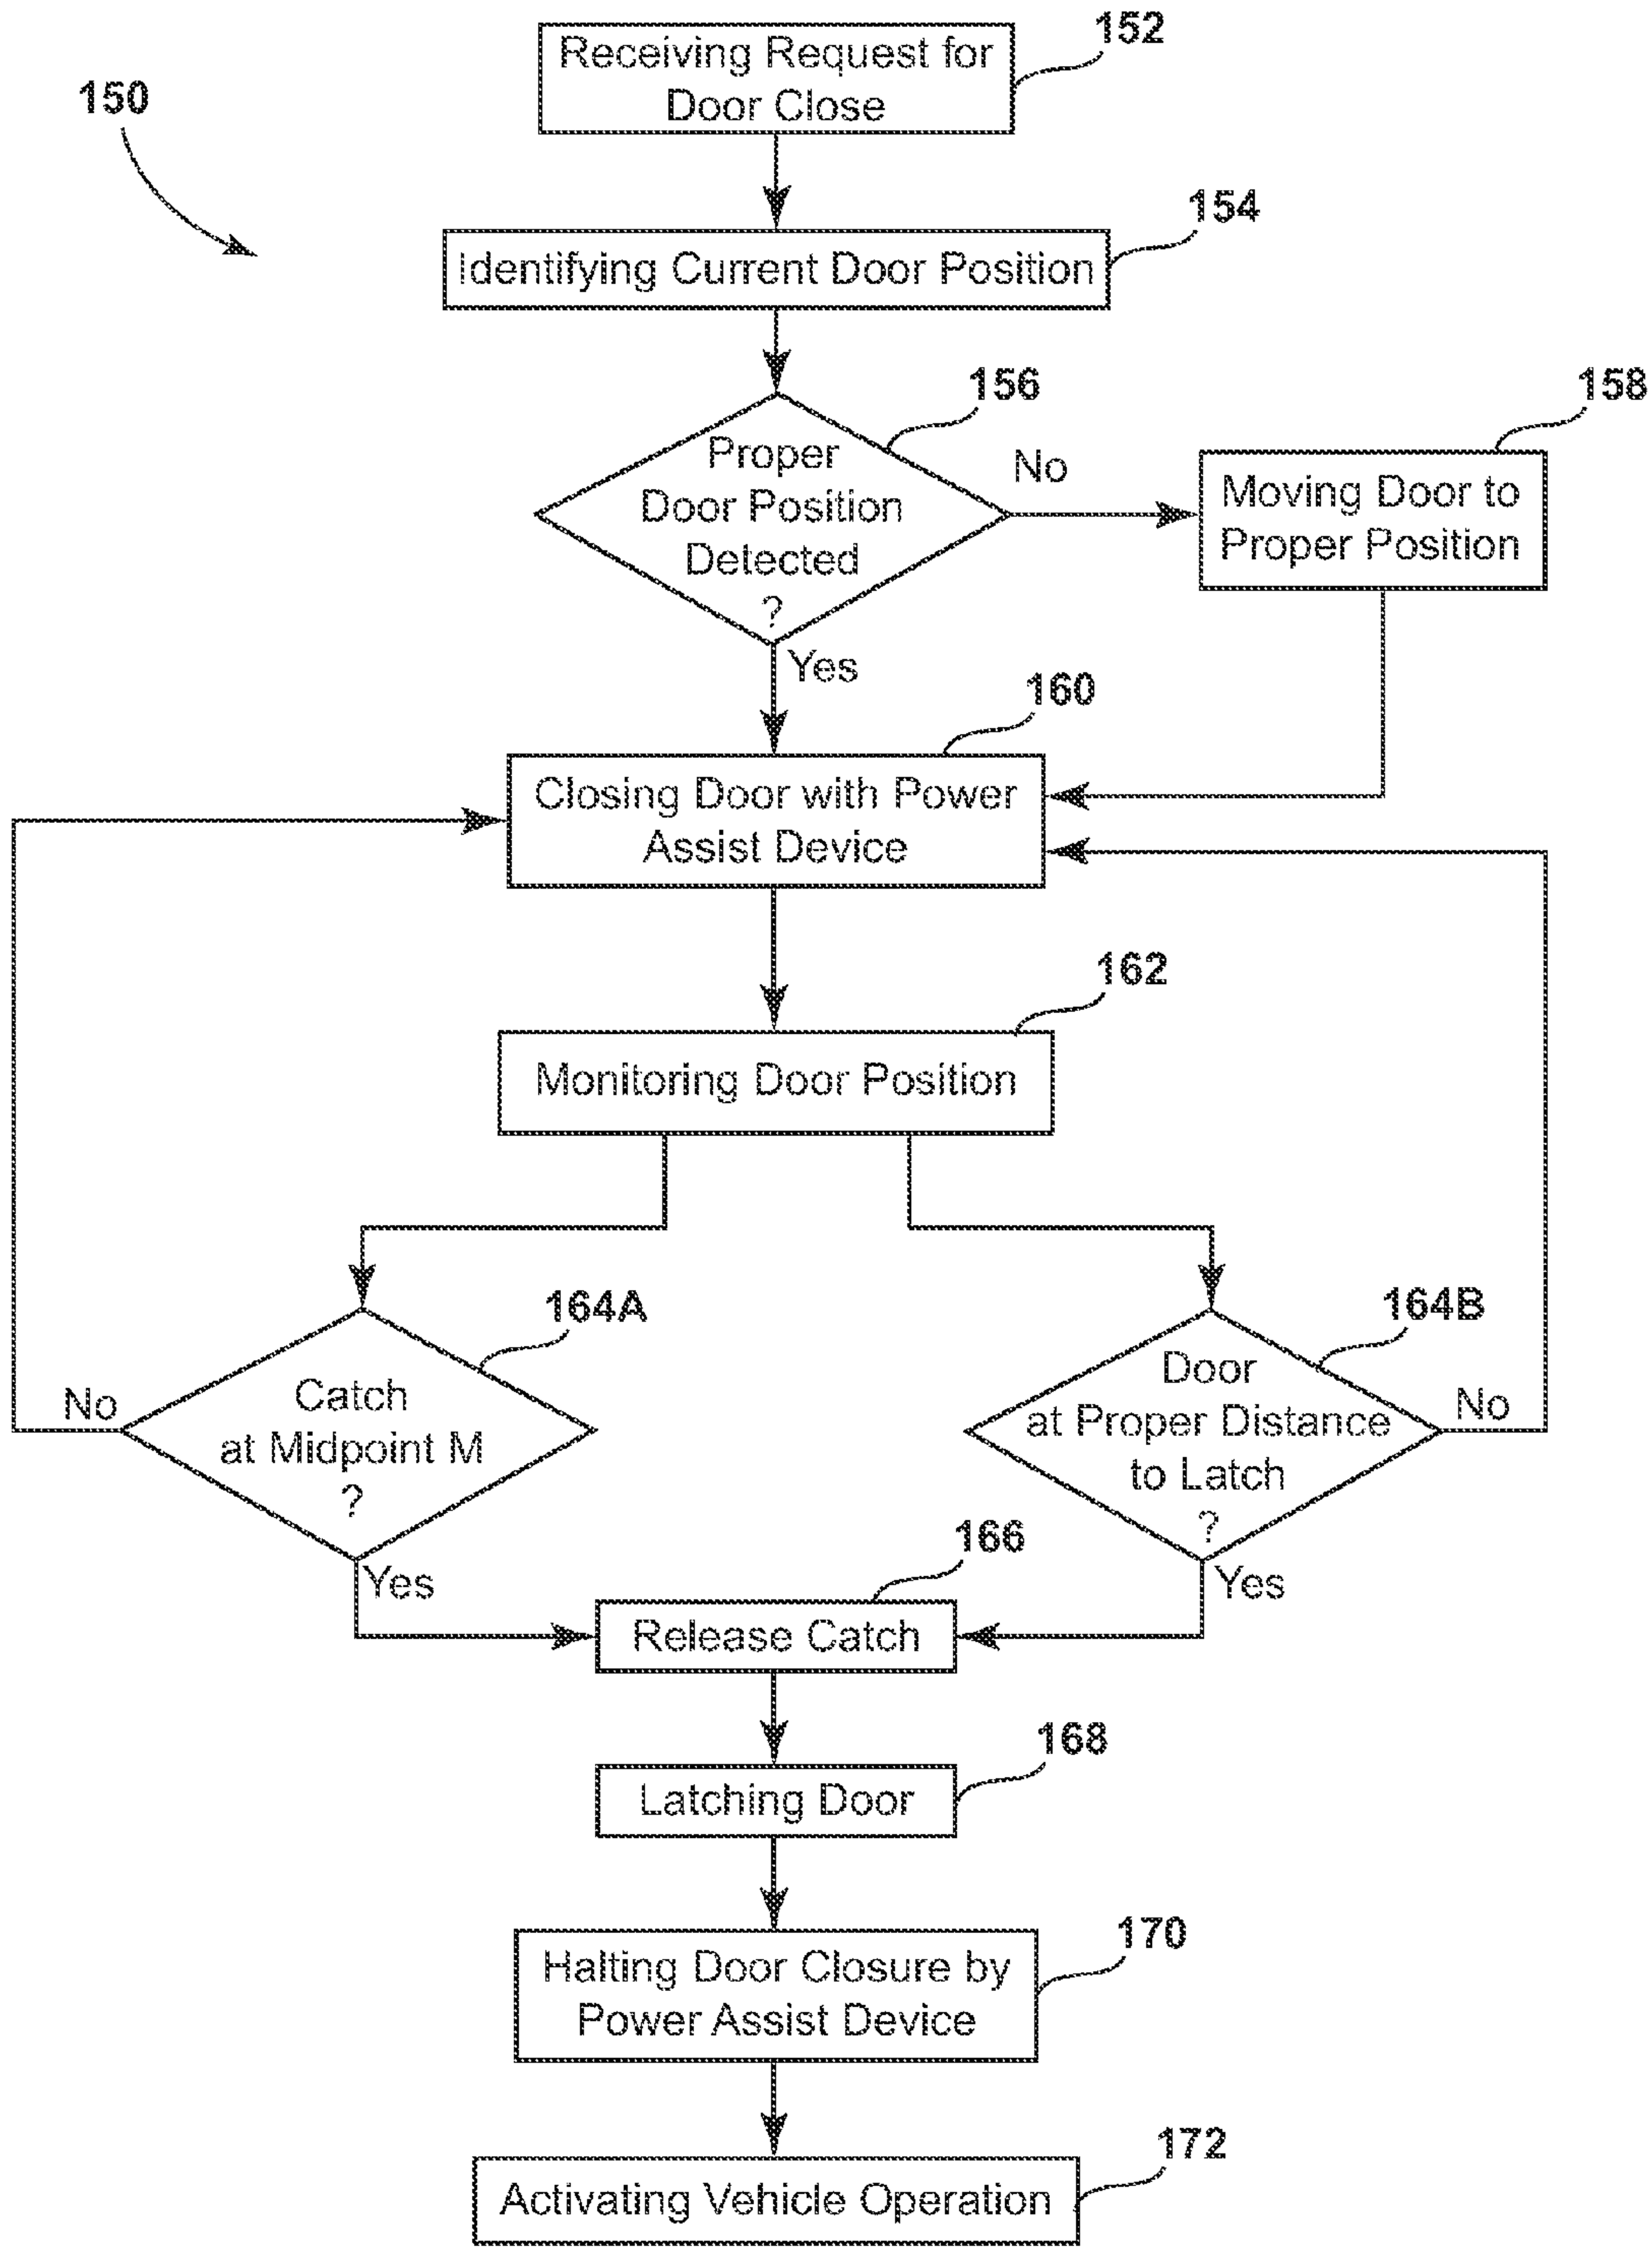 152
Receiving Request for
Door Close
150
154
Identifying Current Door Position
156
158
Proper
Door Position
Detected
?
No
Moving Door to
Proper Position
Yes
160
Closing Door with Power
Assist Device
162
Monitoring Door Position
164A
164B
Catch
at Midpoint M
?
No
Door
at Proper Distance
to Latch
?
No
Yes
Yes
166
Release Catch
168
Latching Door
170
Halting Door Closure by
Power Assist Device
172
Activating Vehicle Operation